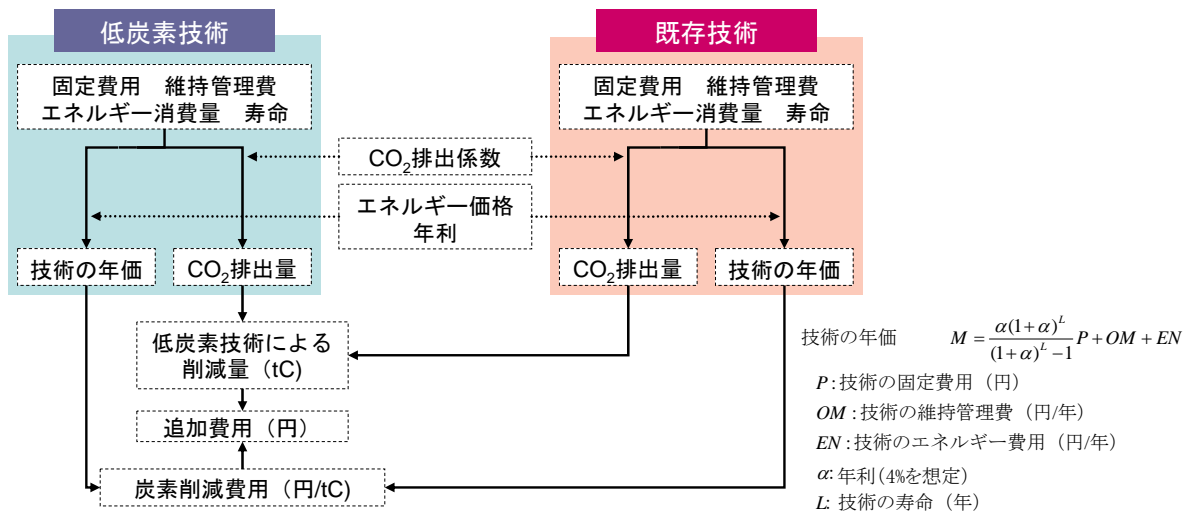 低炭素技術
既存技術
固定費用　維持管理費
エネルギー消費量　寿命
固定費用　維持管理費
エネルギー消費量　寿命
CO₂排出係数
エネルギー価格
年利
技術の年価
CO₂排出量
CO₂排出量
技術の年価
低炭素技術による
削減量（tC）
追加費用（円）
炭素削減費用（円/tC）
技術の年価　M = \frac{α(1+α)^L}{(1+α)^L −1}P + OM + EN
P：技術の固定費用（円）
OM：技術の維持管理費（円/年）
EN：技術のエネルギー費用（円/年）
α：年利（4%を想定）
L：技術の寿命（年）